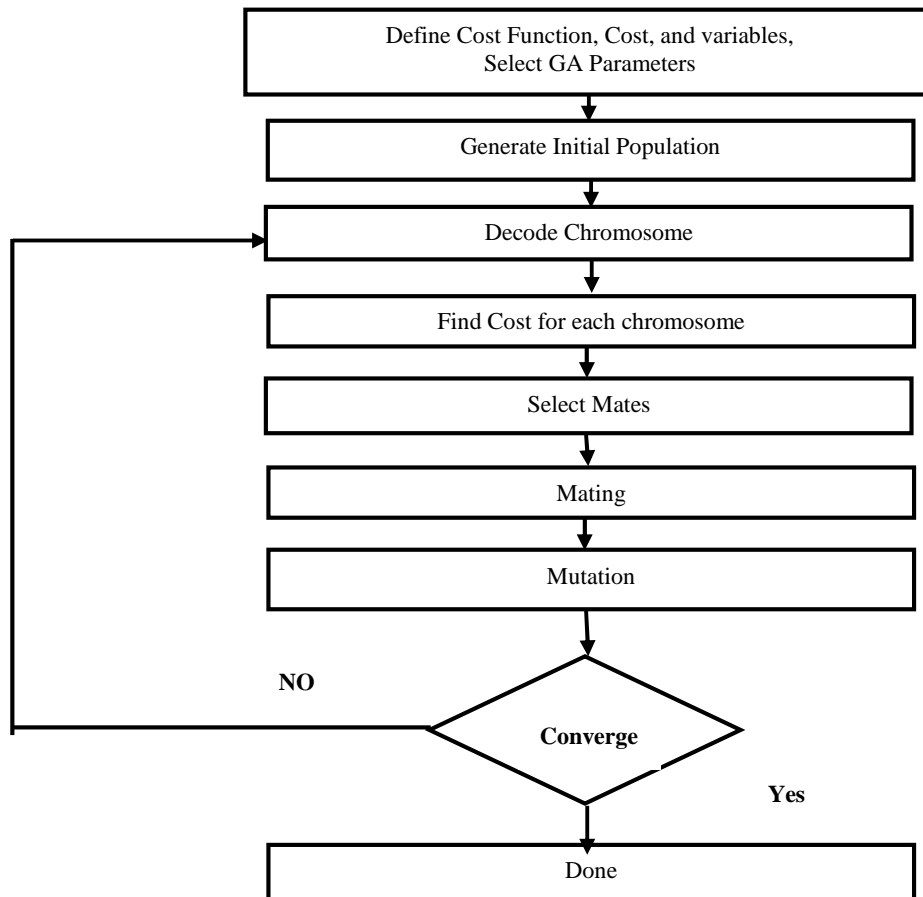 Define Cost Function, Cost, and variables,
Select GA Parameters
Generate Initial Population
Decode Chromosome
Find Cost for each chromosome
Select Mates
Mating
Mutation
NO
Converge
Yes
Done